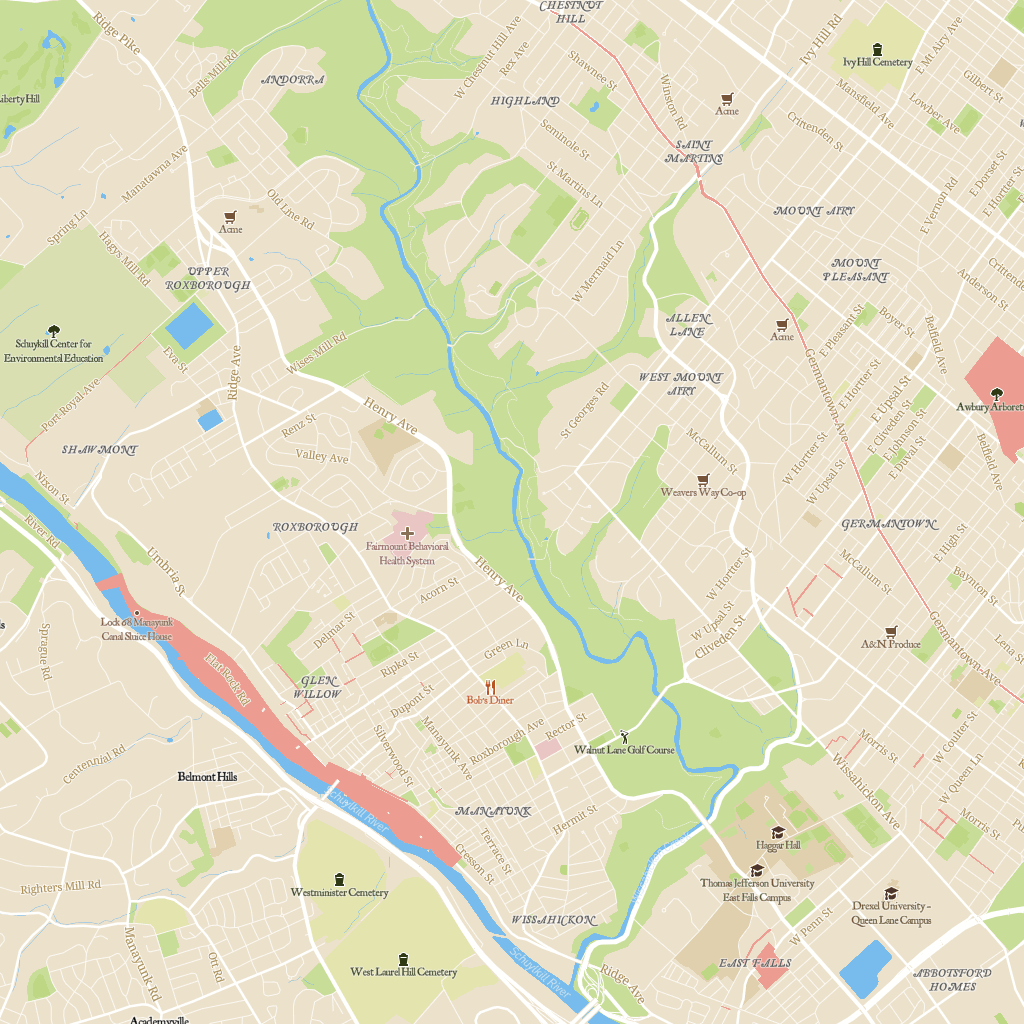 CHESTNUT
HILL
Ridge Pike
W Chestnut Hill Ave
Rex Ave
Ivy Hill Rd
E Mt Airy Ave
Bells Mill Rd
ANDORRA
Shawnee St
Ivy Hill Cemetery
Gilbert St
Liberty Hill
HIGHLAND
Winston Rd
Acme
Mansfield Ave
Lowber Ave
Seminole St
Crittenden St
SAINT
MARTINS
Manatawna Ave
St Martins Ln
E Dorset St
E Hortter St
Old Line Rd
E Vernon Rd
Acme
MOUNT AIRY
Spring Ln
Hagys Mill Rd
UPPER
ROXBOROUGH
W Mermaid Ln
MOUNT
PLEASANT
Crittenden
Anderson St
Schuylkill Center for
Environmental Education
ALLEN
LANE
Acme
E Pleasant St
Boyer St
Belfield Ave
Eva St
Wises Mill Rd
Ridge Ave
Port-Royal-Ave
WEST MOUNT
AIRY
Germantown-Ave
E Hortter St
E Upsal St
E Cliveden St
E Johnson St
E Duval St
Awbury Arboretu
Henry Ave
St Georges Rd
Renz St
Valley Ave
SHAWMONT
McCallum St
W Hortter St
W Upsal St
Belfield Ave
Nixon St
Weavers Way Co-op
River Rd
ROXBOROUGH
Fairmount Behavioral
Health System
GERMANTOWN
E High St
Umbria St
Henry Ave
W Hortter St
McCallum St
Baynton St
Acorn St
Lock 68 Manayunk
Canal Sluice House
Delmar St
W Upsal St
Cliveden St
Germantown-Ave
Lena St
A&N Produce
Sprague Rd
Flat Rock Rd
GLEN
WILLOW
Ripka St
Green Ln
Bob's Diner
Dupont St
Manayunk Ave
Roxborough Ave
Rector St
Walnut Lane Golf Course
Silverwood St
Morris St
W Coulter St
W Queen Ln
Wissahickon Ave
Centennial Rd
Belmont Hills
Schuylkill River
MANAYUNK
Hermit St
Morris St
Terrace St
Cresson St
Haggar Hall
Righters Mill Rd
Westminister Cemetery
Thomas Jefferson University
East Falls Campus
Drexel University -
Queen Lane Campus
WISSAHICKON
W Penn St
Manayunk Rd
Ott Rd
West Laurel Hill Cemetery
Schuylkill River
Ridge Ave
EAST FALLS
ABBOTSFORD
HOMES
Academyville